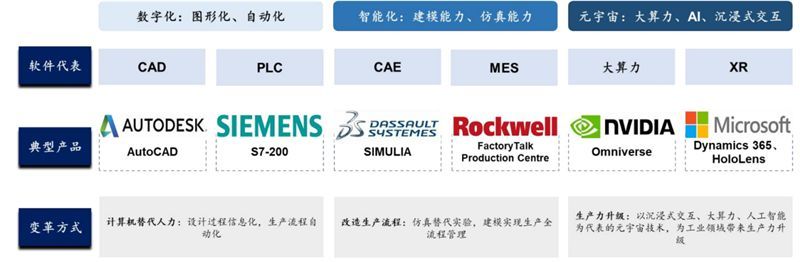 数字化：图形化、自动化
智能化：建模能力、仿真能力
元宇宙：大算力、AI、沉浸式交互
软件代表
CAD
PLC
CAE
MES
大算力
XR
典型产品
AUTODESK
AutoCAD
SIEMENS
S7-200
DASSAULT
SYSTEMES
SIMULIA
Rockwell
FactoryTalk
Production Centre
NVIDIA
Omniverse
Microsoft
Dynamics 365、
HoloLens
变革方式
计算机替代人力：设计过程信息化，生产流程
自动化
改造生产流程：仿真替代实验，建模实现生产全
流程管理
生产力升级：以沉浸式交互、大算力、人工智能
为代表的元宇宙技术，为工业领域带来生产力升
级